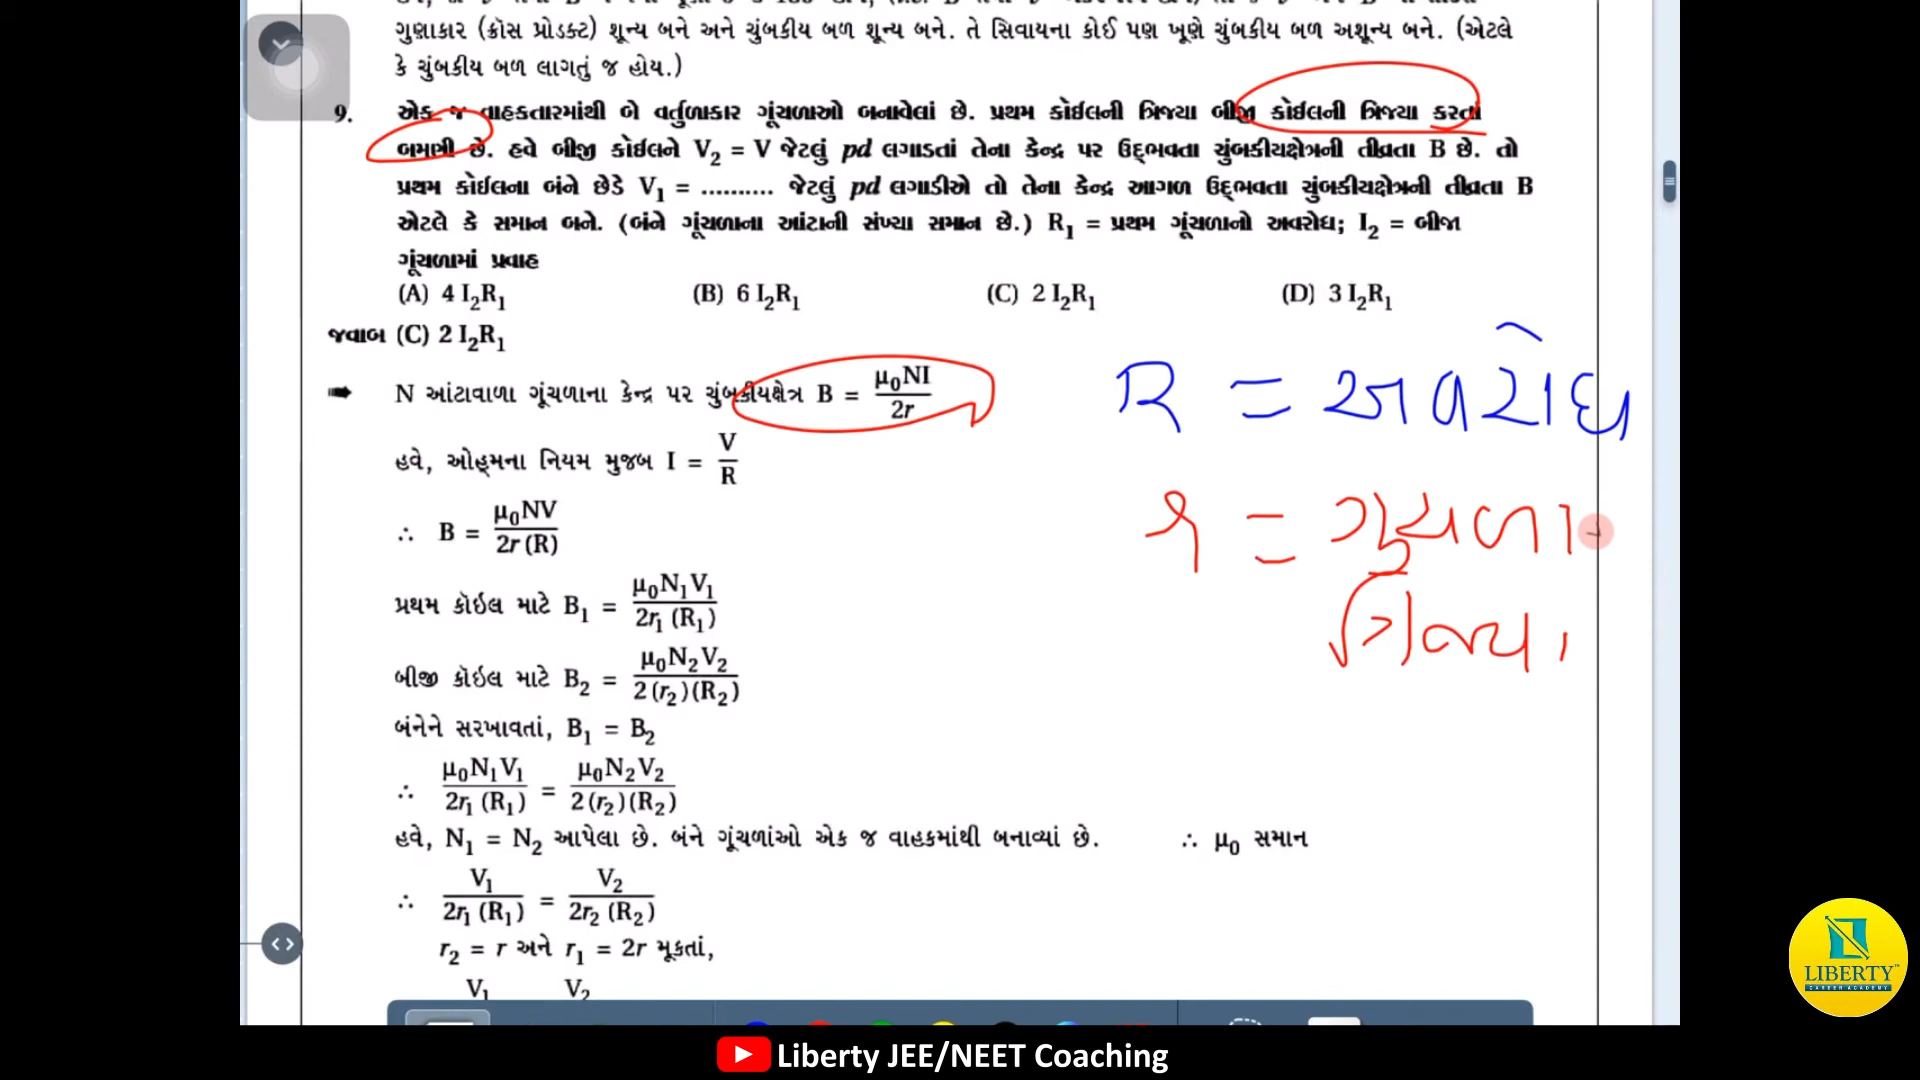 ગુણાકાર (ક્રૉસ પ્રોડક્ટ) શૂન્ય બને અને ચુંબકીય બળ શૂન્ય બને. તે સિવાયના કોઈ પણ ખૂણે ચુંબકીય બળ અશૂન્ય બને. (એટલે
કે ચુંબકીય બળ લાગતું જ હોય.)
9. એક જ વાહકતારમાંથી બે વર્તુળાકાર ગૂંચળાઓ બનાવેલાં છે. પ્રથમ કોઈલની ત્રિજ્યા બીજી કોઈલની ત્રિજ્યા કરતાં
બમણી છે. હવે બીજી કોઈલને V₂ = V જેટલું pd લગાડતાં તેના કેન્દ્ર પર ઉદ્ભવતા ચુંબકીયક્ષેત્રની તીવ્રતા B છે. તો
પ્રથમ કોઈલના બંને છેડે V₁ = .......... જેટલું pd લગાડીએ તો તેના કેન્દ્ર આગળ ઉદ્ભવતા ચુંબકીયક્ષેત્રની તીવ્રતા B
એટલે કે સમાન બને. (બંને ગૂંચળાના આંટાની સંખ્યા સમાન છે.) R₁ = પ્રથમ ગૂંચળાનો અવરોધ; I₂ = બીજા
ગૂંચળામાં પ્રવાહ
(A) 4 I₂R₁ (B) 6 I₂R₁ (C) 2 I₂R₁ (D) 3 I₂R₁
જવાબ (C) 2 I₂R₁
➠ N આંટાવાળા ગૂંચળાના કેન્દ્ર પર ચુંબકીયક્ષેત્ર B = μ₀NI / 2r
R = અવરોધ
હવે, ઓહ્મના નિયમ મુજબ I = V / R
∴ B = μ₀NV / 2r (R)
r = ગુચળા
ત્રિજ્યા
પ્રથમ કૉઇલ માટે B₁ = μ₀N₁V₁ / 2r₁ (R₁)
બીજી કૉઇલ માટે B₂ = μ₀N₂V₂ / 2 (r₂)(R₂)
બંનેને સરખાવતાં, B₁ = B₂
∴ μ₀N₁V₁ / 2r₁ (R₁) = μ₀N₂V₂ / 2 (r₂)(R₂)
હવે, N₁ = N₂ આપેલા છે. બંને ગૂંચળાંઓ એક જ વાહકમાંથી બનાવ્યાં છે. ∴ μ₀ સમાન
∴ V₁ / 2r₁ (R₁) = V₂ / 2r₂ (R₂)
r₂ = r અને r₁ = 2r મૂકતાં,
V₁ V₂
LIBERTY
CAREER ACADEMY
Liberty JEE/NEET Coaching